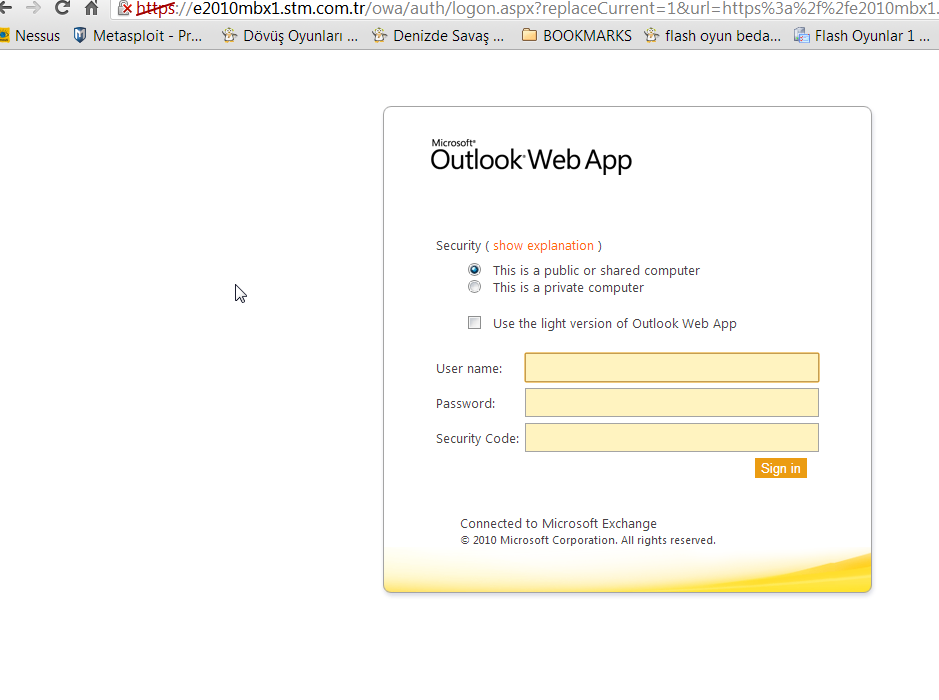 https://e2010mbx1.stm.com.tr/owa/auth/logon.aspx?replaceCurrent=1&url=https%3a%2f%2fe2010mbx1.
Nessus Metasploit - Pr... Dövüş Oyunları ... Denizde Savaş ... BOOKMARKS flash oyun beda... Flash Oyunlar 1 ...
Microsoft®
Outlook® Web App
Security ( show explanation )
This is a public or shared computer
This is a private computer
Use the light version of Outlook Web App
User name:
Password:
Security Code:
Sign in
Connected to Microsoft Exchange
© 2010 Microsoft Corporation. All rights reserved.